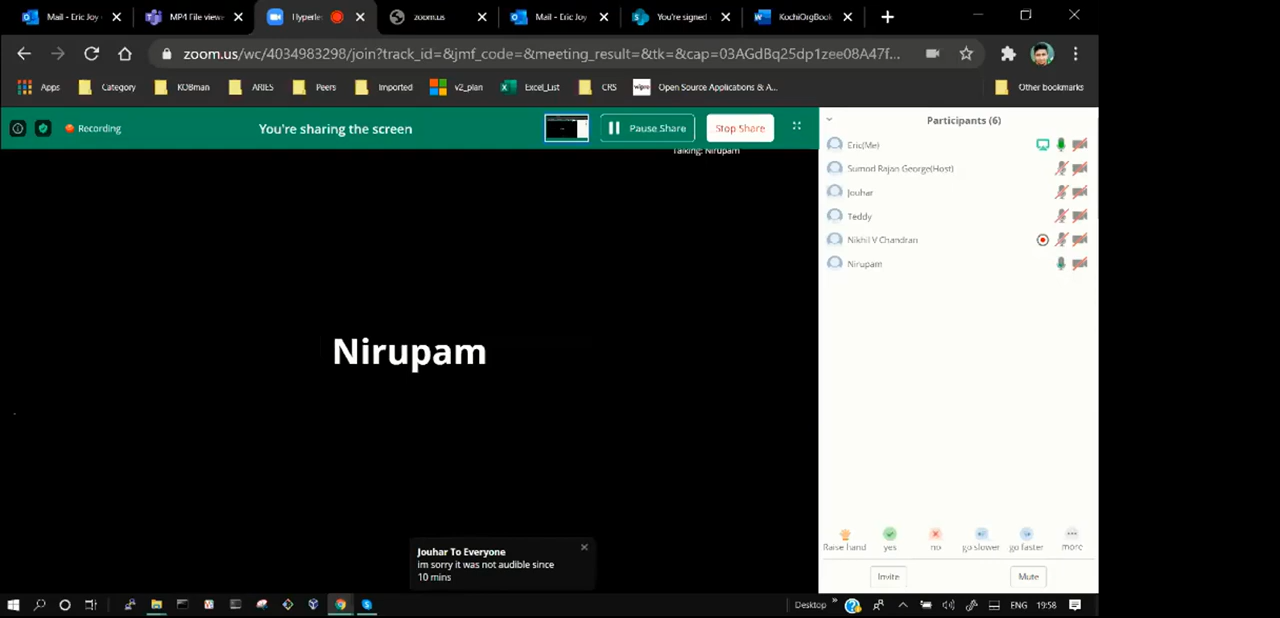 Mail - Eric Joy
MP4 File view
Hyperle
zoom.us
Mail - Eric Joy
You're signed
KochiOrgBook
zoom.us/wc/4034983298/join?track_id=&jmf_code=&meeting_result=&tk=&cap=03AGdBq25dp1zee08A47f...
Apps
Category
KOBman
ARIES
Peers
Imported
v2_plan
Excel_List
CRS
wipro
Open Source Applications & A...
Other bookmarks
Recording
You're sharing the screen
Pause Share
Stop Share
Talking: Nirupam
Participants (6)
Eric(Me)
Sumod Rajan George(Host)
Jouhar
Teddy
Nikhil V Chandran
Nirupam
Nirupam
Jouhar To Everyone
im sorry it was not audible since
10 mins
Raise hand
yes
no
go slower
go faster
more
Invite
Mute
Desktop
ENG
19:58